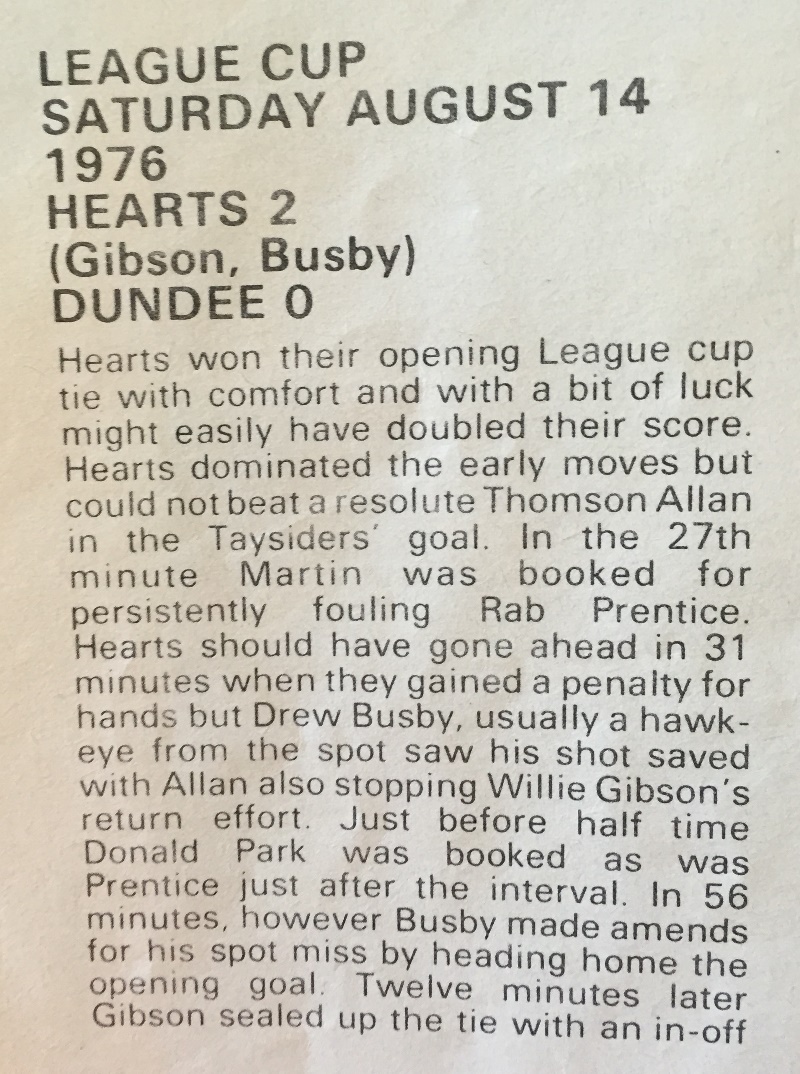 LEAGUE CUP
SATURDAY AUGUST 14
1976
HEARTS 2
(Gibson, Busby)
DUNDEE 0
Hearts won their opening League cup
tie with comfort and with a bit of luck
might easily have doubled their score.
Hearts dominated the early moves but
could not beat a resolute Thomson Allan
in the Taysiders' goal. In the 27th
minute Martin was booked for
persistently fouling Rab Prentice.
Hearts should have gone ahead in 31
minutes when they gained a penalty for
hands but Drew Busby, usually a hawk-
eye from the spot saw his shot saved
with Allan also stopping Willie Gibson's
return effort. Just before half time
Donald Park was booked as was
Prentice just after the interval. In 56
minutes, however Busby made amends
for his spot miss by heading home the
opening goal. Twelve minutes later
Gibson sealed up the tie with an in-off